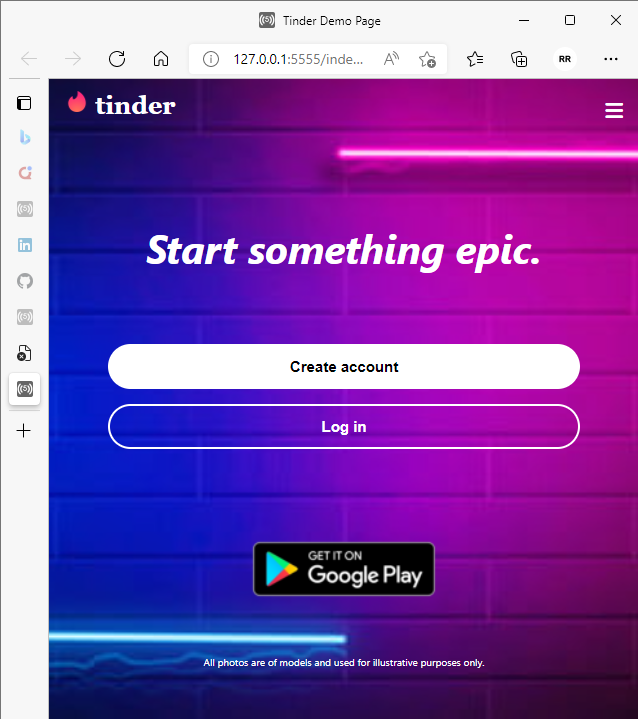 Tinder Demo Page
127.0.0.1:5555/inde...
RR
tinder
Start something epic.
Create account
Log in
GET IT ON
Google Play
All photos are of models and used for illustrative purposes only.